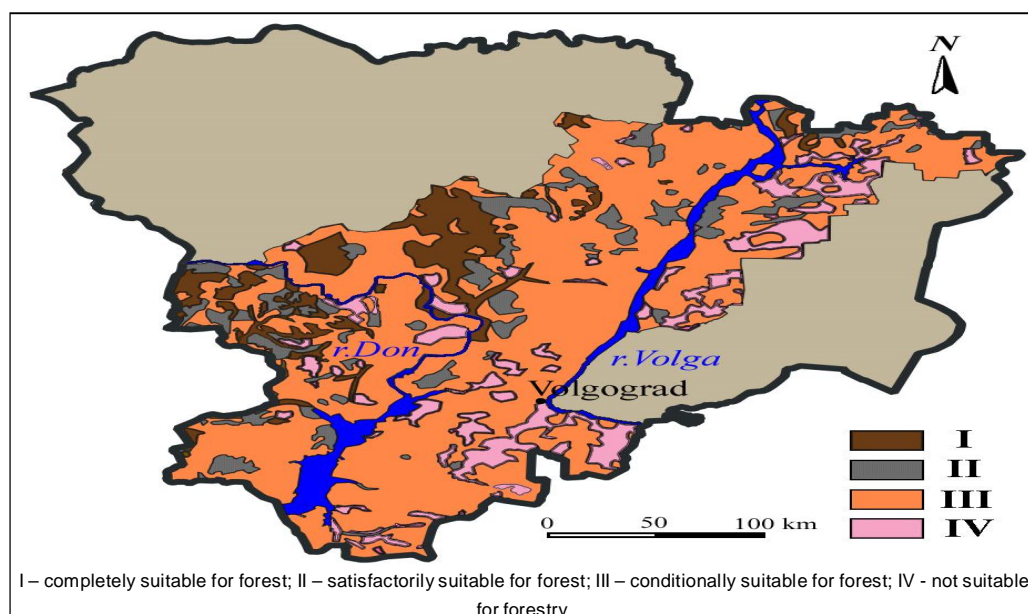 N
r.Don
r.Volga
Volgograd
I
II
III
IV
0 50 100 km
I – completely suitable for forest; II – satisfactorily suitable for forest; III – conditionally suitable for forest; IV - not suitable
for forestry